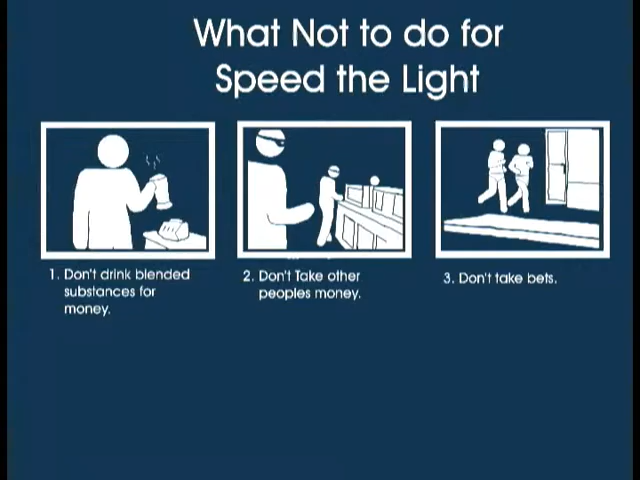 What Not to do for
Speed the Light
1. Don't drink blended
substances for
money.
2. Don't Take other
peoples money.
3. Don't take bets.